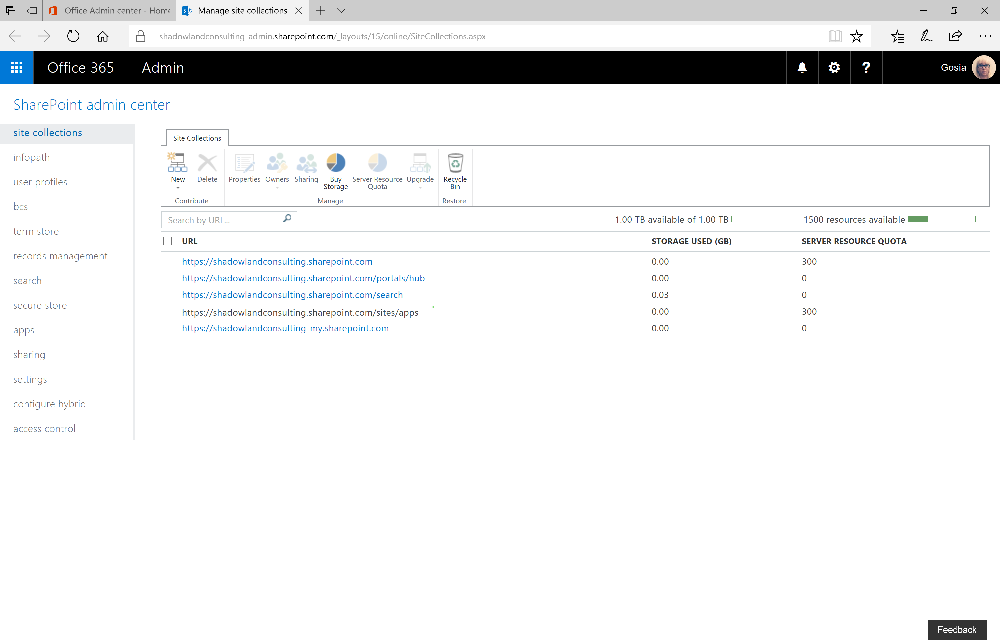 Office Admin center - Home
Manage site collections
shadowlandconsulting-admin.sharepoint.com/_layouts/15/online/SiteCollections.aspx
Office 365
Admin
?
Gosia
SharePoint admin center
site collections
infopath
user profiles
bcs
term store
records management
search
secure store
apps
sharing
settings
configure hybrid
access control
Site Collections
New
Delete
Contribute
Properties
Owners
Sharing
Buy
Storage
Server Resource
Quota
Upgrade
Manage
Recycle
Bin
Restore
Search by URL...
1.00 TB available of 1.00 TB
1500 resources available
URL STORAGE USED (GB) SERVER RESOURCE QUOTA
https://shadowlandconsulting.sharepoint.com 0.00 300
https://shadowlandconsulting.sharepoint.com/portals/hub 0.00 0
https://shadowlandconsulting.sharepoint.com/search 0.03 0
https://shadowlandconsulting.sharepoint.com/sites/apps 0.00 300
https://shadowlandconsulting-my.sharepoint.com 0.00 0
Feedback